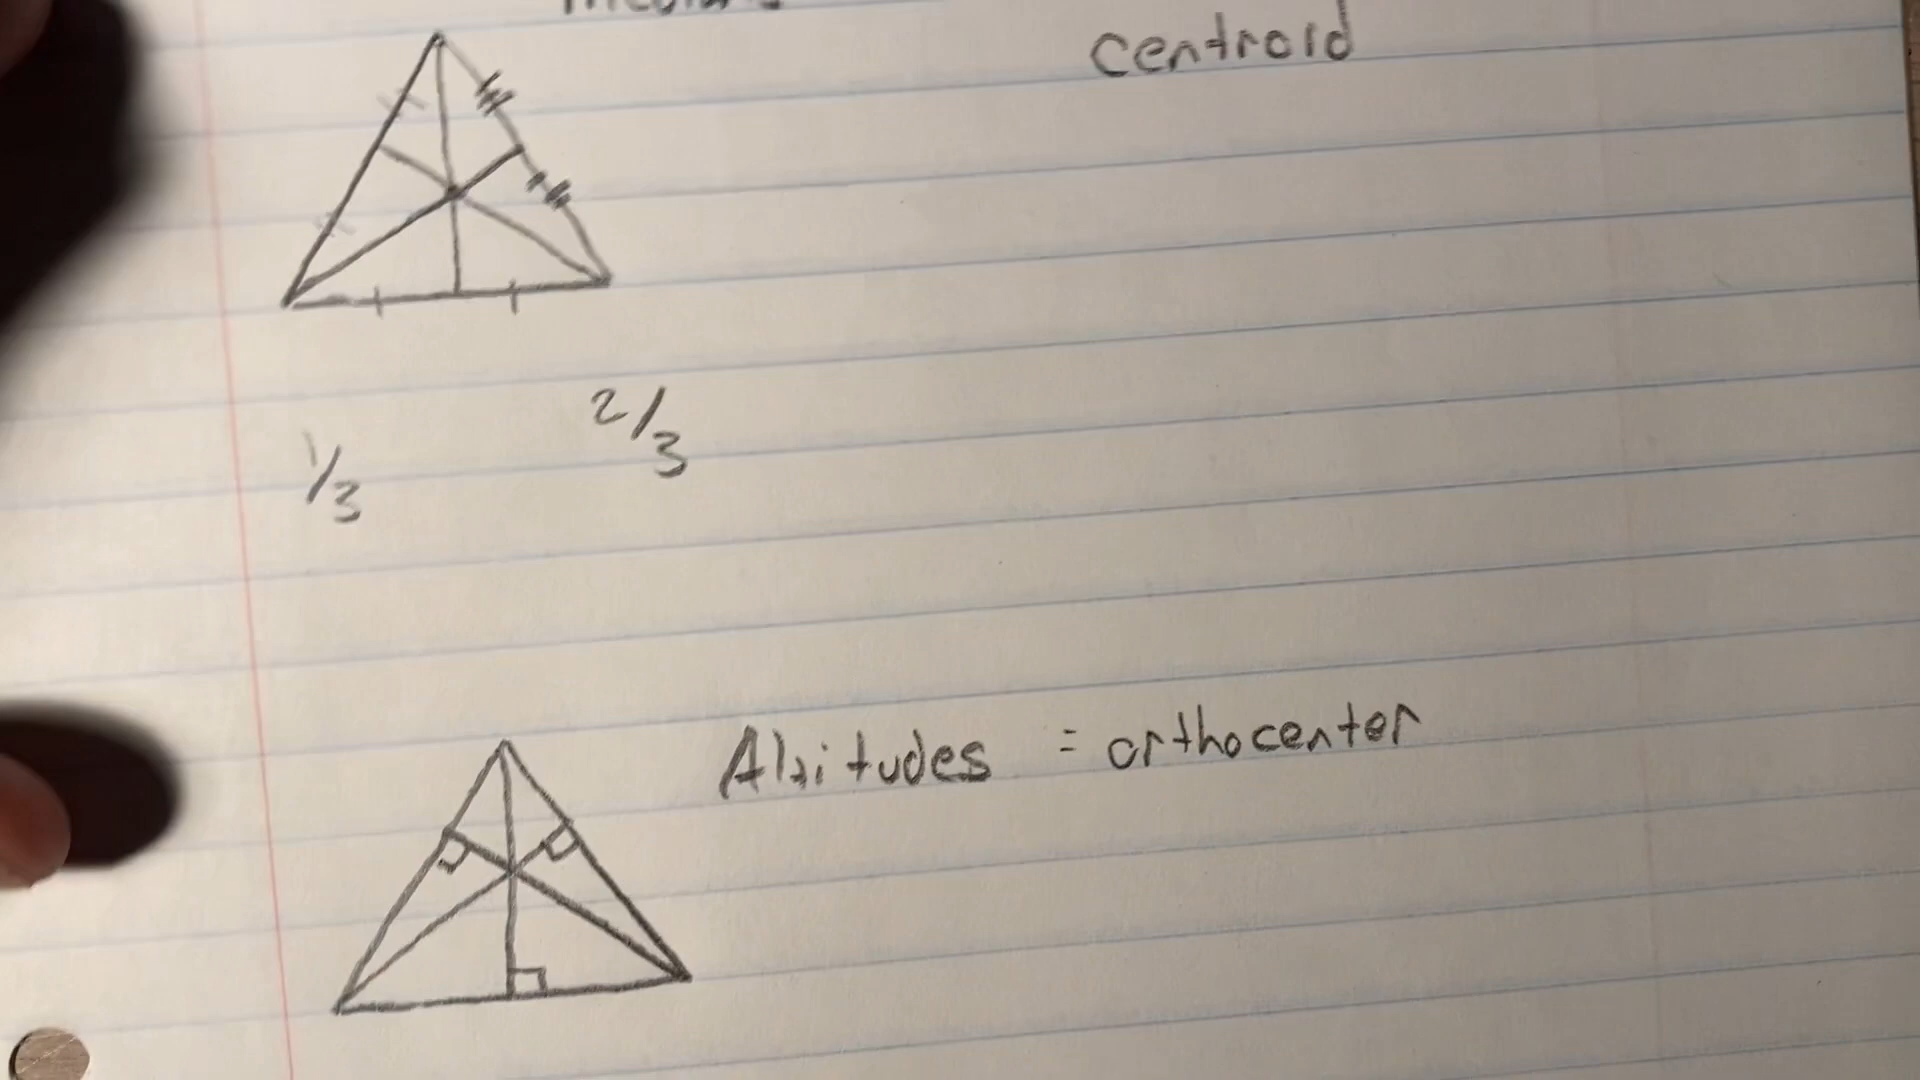 centroid
2/3
1/3
Altitudes = orthocenter